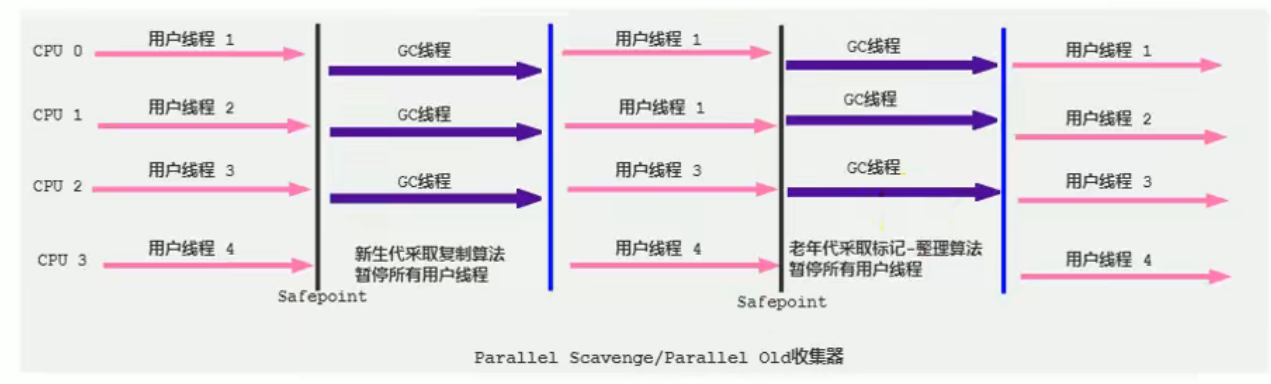 CPU 0
用户线程 1
GC线程
用户线程 1
GC线程
用户线程 1
CPU 1
用户线程 2
GC线程
用户线程 1
GC线程
用户线程 2
CPU 2
用户线程 3
GC线程
用户线程 3
GC线程
用户线程 3
CPU 3
用户线程 4
新生代采取复制算法
暂停所有用户线程
用户线程 4
老年代采取标记-整理算法
暂停所有用户线程
用户线程 4
Safepoint
Safepoint
Parallel Scavenge/Parallel Old收集器